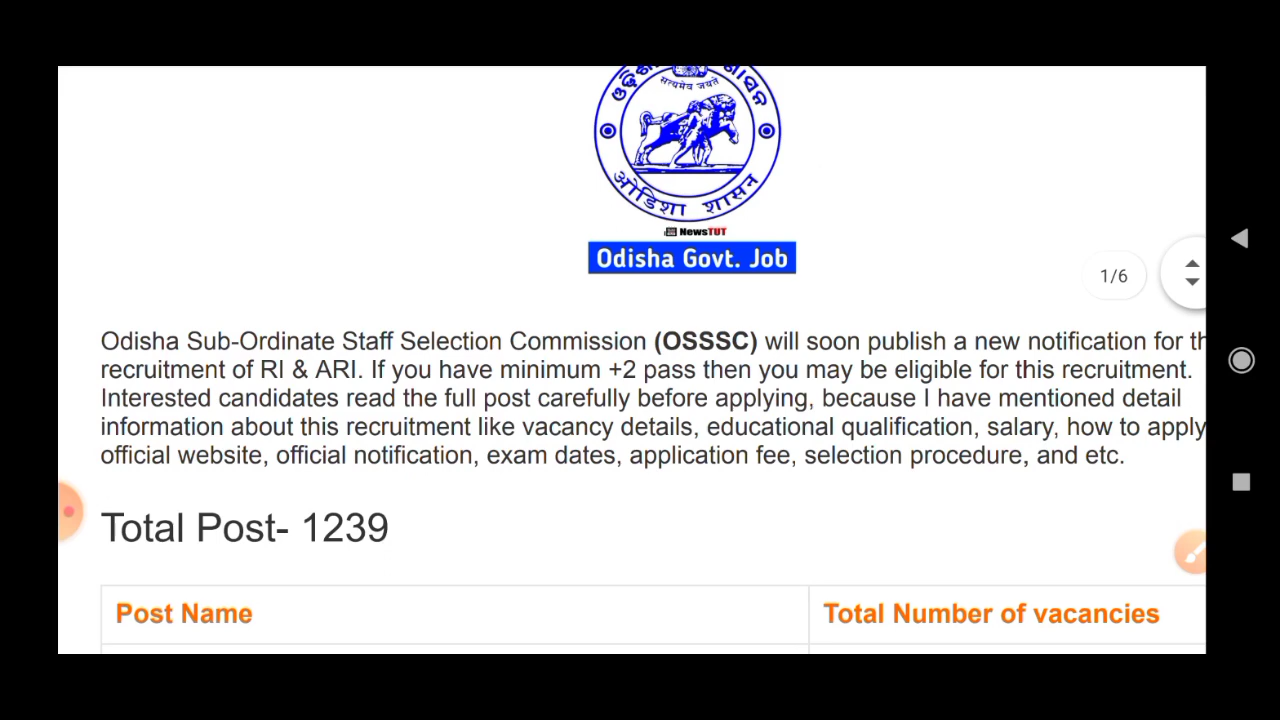 सत्यमेव जयते
ओडिशा शासन
NewsTUT
Odisha Govt. Job
1/6
Odisha Sub-Ordinate Staff Selection Commission (OSSSC) will soon publish a new notification for th
recruitment of RI & ARI. If you have minimum +2 pass then you may be eligible for this recruitment.
Interested candidates read the full post carefully before applying, because I have mentioned detail
information about this recruitment like vacancy details, educational qualification, salary, how to apply
official website, official notification, exam dates, application fee, selection procedure, and etc.
Total Post- 1239
Post Name
Total Number of vacancies